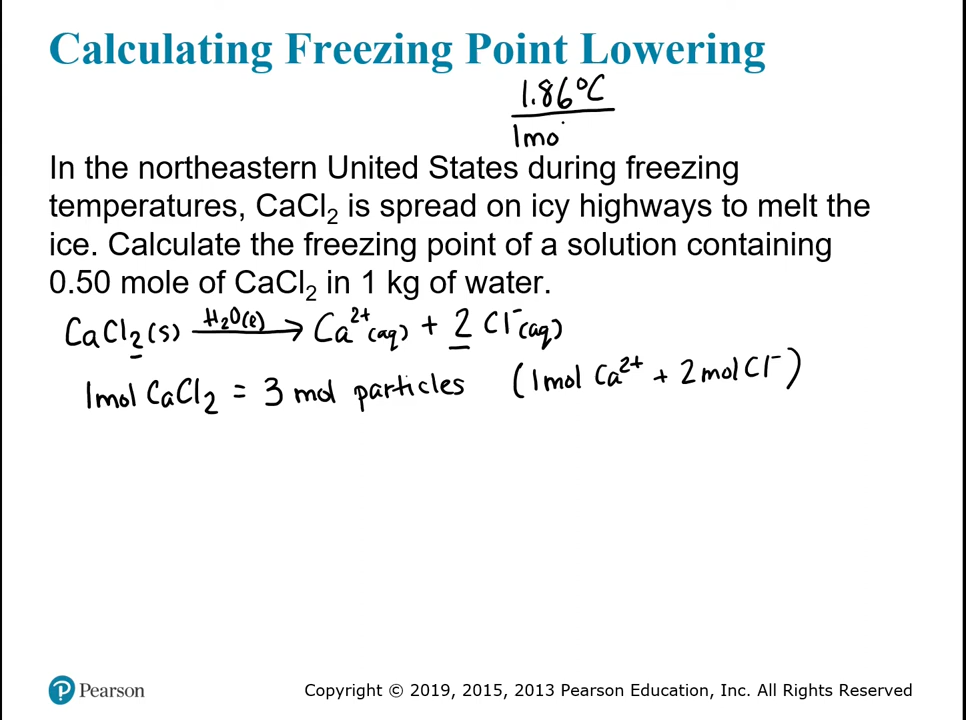 Calculating Freezing Point Lowering
1.86°C
1mo
In the northeastern United States during freezing
temperatures, CaCl₂ is spread on icy highways to melt the
ice. Calculate the freezing point of a solution containing
0.50 mole of CaCl₂ in 1 kg of water.
CaCl₂(s) H₂O(l) → Ca²⁺(aq) + 2 Cl⁻(aq)
1mol CaCl₂ = 3 mol particles (1mol Ca²⁺ + 2 mol Cl⁻)
Pearson
Copyright © 2019, 2015, 2013 Pearson Education, Inc. All Rights Reserved